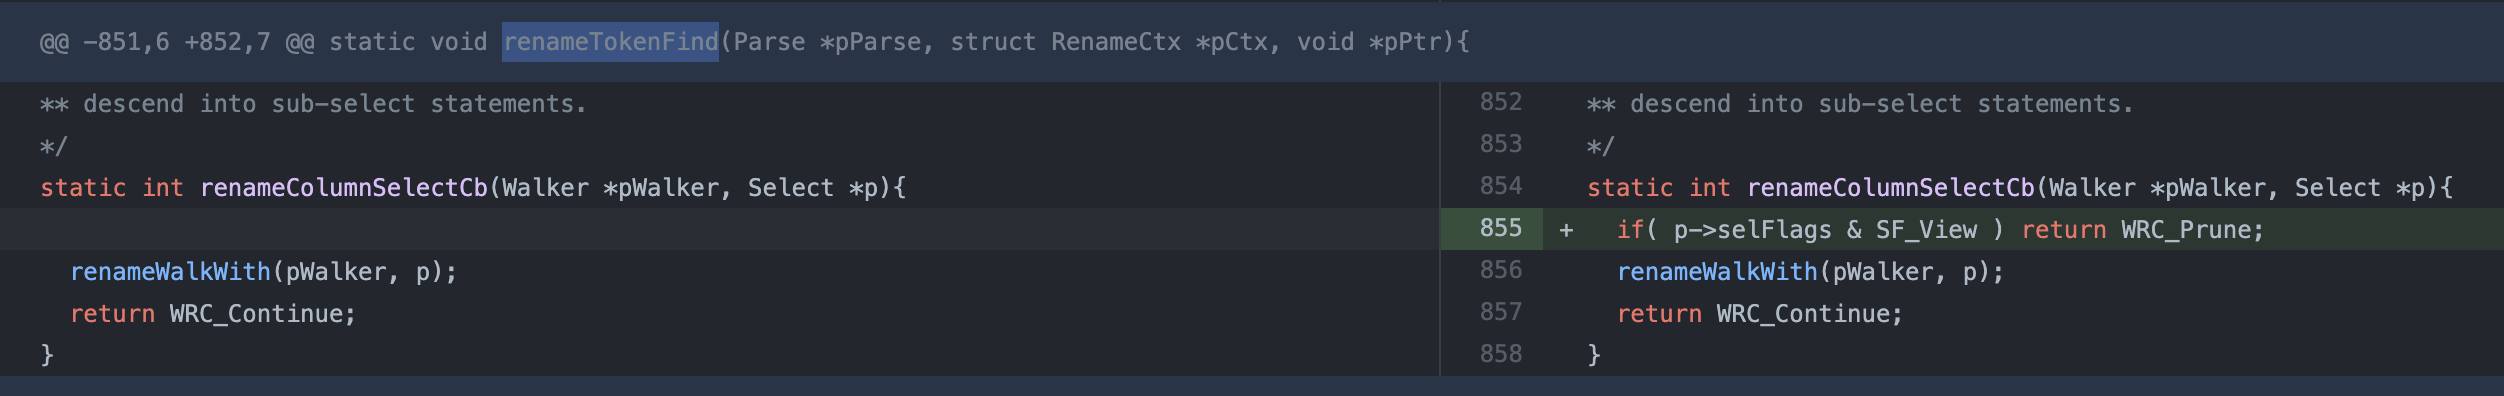 @@ -851,6 +852,7 @@ static void renameTokenFind(Parse *pParse, struct RenameCtx *pCtx, void *pPtr){
** descend into sub-select statements.
*/
static int renameColumnSelectCb(Walker *pWalker, Select *p){
  renameWalkWith(pWalker, p);
  return WRC_Continue;
}
852 ** descend into sub-select statements.
853 */
854 static int renameColumnSelectCb(Walker *pWalker, Select *p){
855 +   if( p->selFlags & SF_View ) return WRC_Prune;
856   renameWalkWith(pWalker, p);
857   return WRC_Continue;
858 }